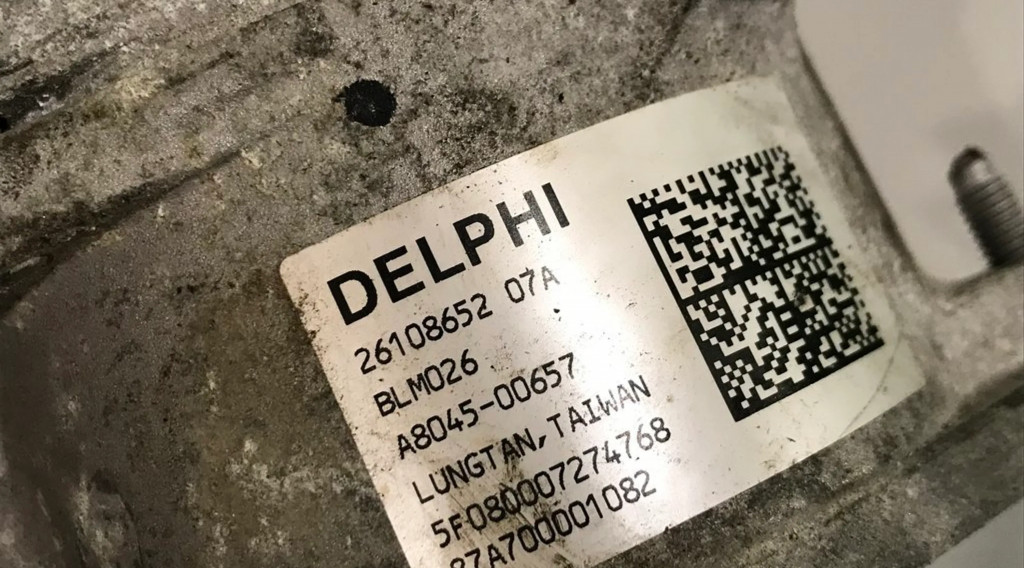 DELPHI
26108652 07A
BLM026
A8045-00657
LUNGTAN, TAIWAN
5F080007274768